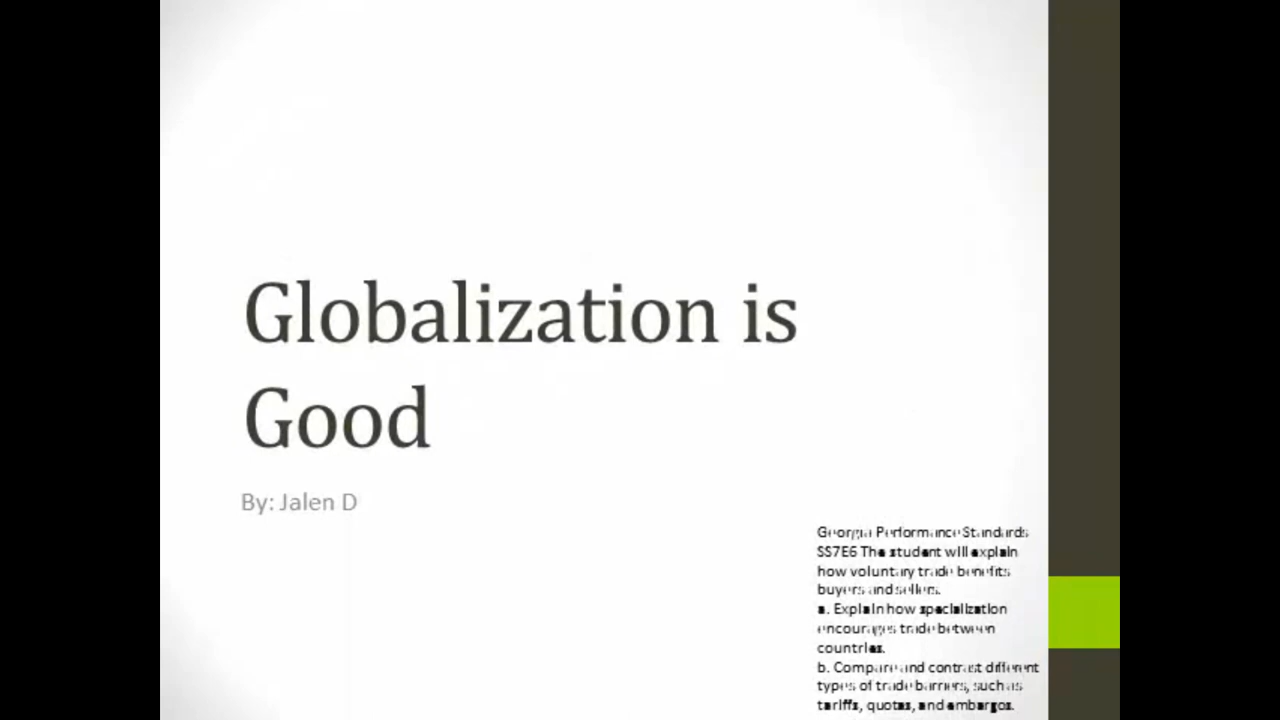 Globalization is
Good
By: Jalen D
Georgia Performance Standards
SS7E6 The student will explain
how voluntary trade benefits
buyers and sellers.
a. Explain how specialization
encourages trade between
countries.
b. Compare and contrast different
types of trade barriers, such as
tariffs, quotas, and embargos.